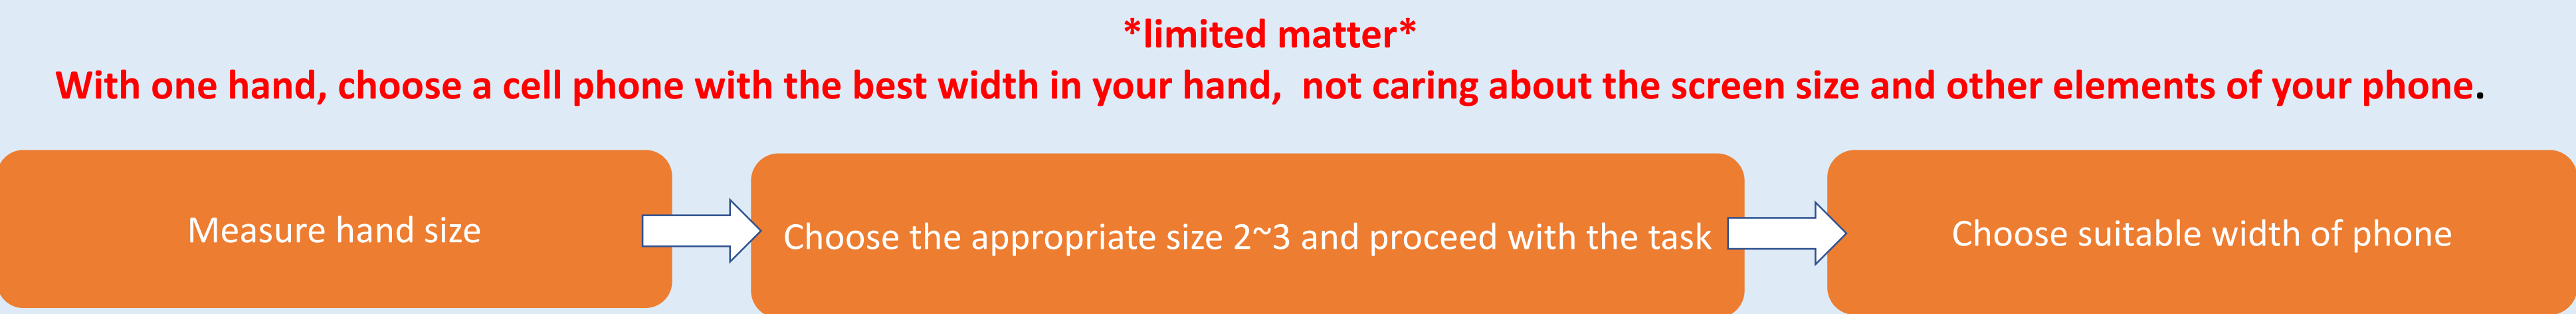 *limited matter*
With one hand, choose a cell phone with the best width in your hand,  not caring about the screen size and other elements of your phone.
Measure hand size
Choose the appropriate size 2~3 and proceed with the task
Choose suitable width of phone